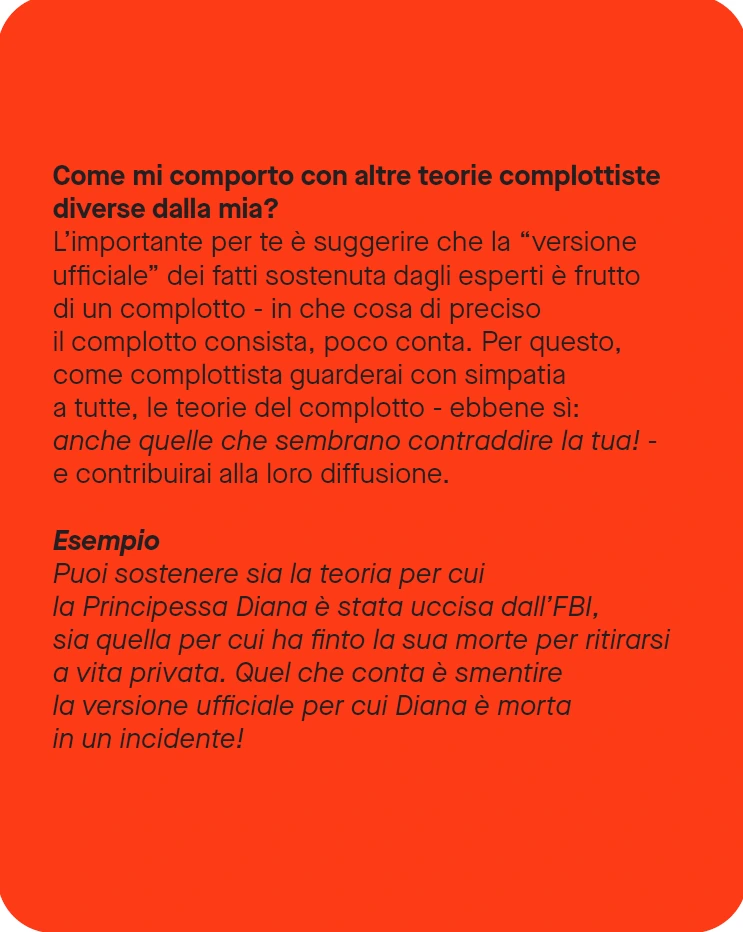 Come mi comporto con altre teorie complottiste
diverse dalla mia?
L’importante per te è suggerire che la “versione
ufficiale” dei fatti sostenuta dagli esperti è frutto
di un complotto - in che cosa di preciso
il complotto consista, poco conta. Per questo,
come complottista guarderai con simpatia
a tutte, le teorie del complotto - ebbene sì:
anche quelle che sembrano contraddire la tua! -
e contribuirai alla loro diffusione.
Esempio
Puoi sostenere sia la teoria per cui
la Principessa Diana è stata uccisa dall’FBI,
sia quella per cui ha finto la sua morte per ritirarsi
a vita privata. Quel che conta è smentire
la versione ufficiale per cui Diana è morta
in un incidente!